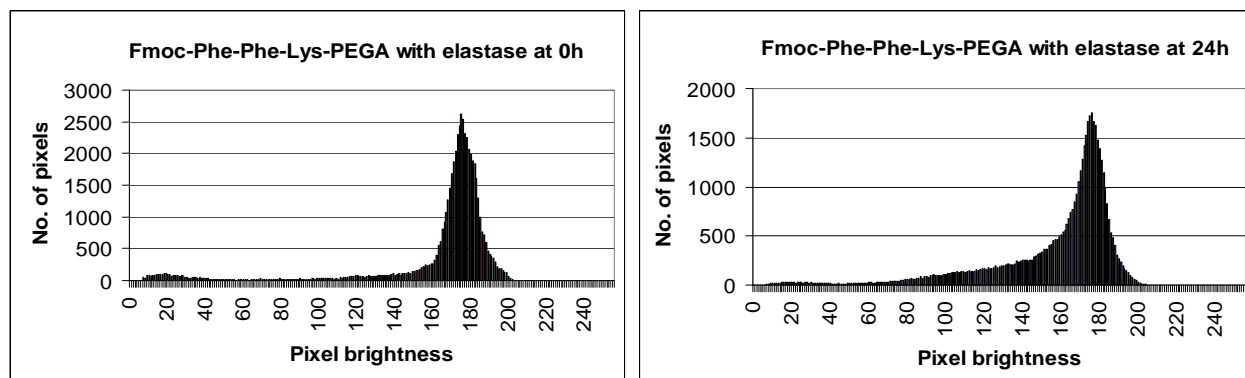 Fmoc-Phe-Phe-Lys-PEGA with elastase at 0h
3000
2500
2000
1500
1000
500
0
No. of pixels
0 20 40 60 80 100 120 140 160 180 200 220 240
Pixel brightness
Fmoc-Phe-Phe-Lys-PEGA with elastase at 24h
2000
1500
1000
500
0
No. of pixels
0 20 40 60 80 100 120 140 160 180 200 220 240
Pixel brightness